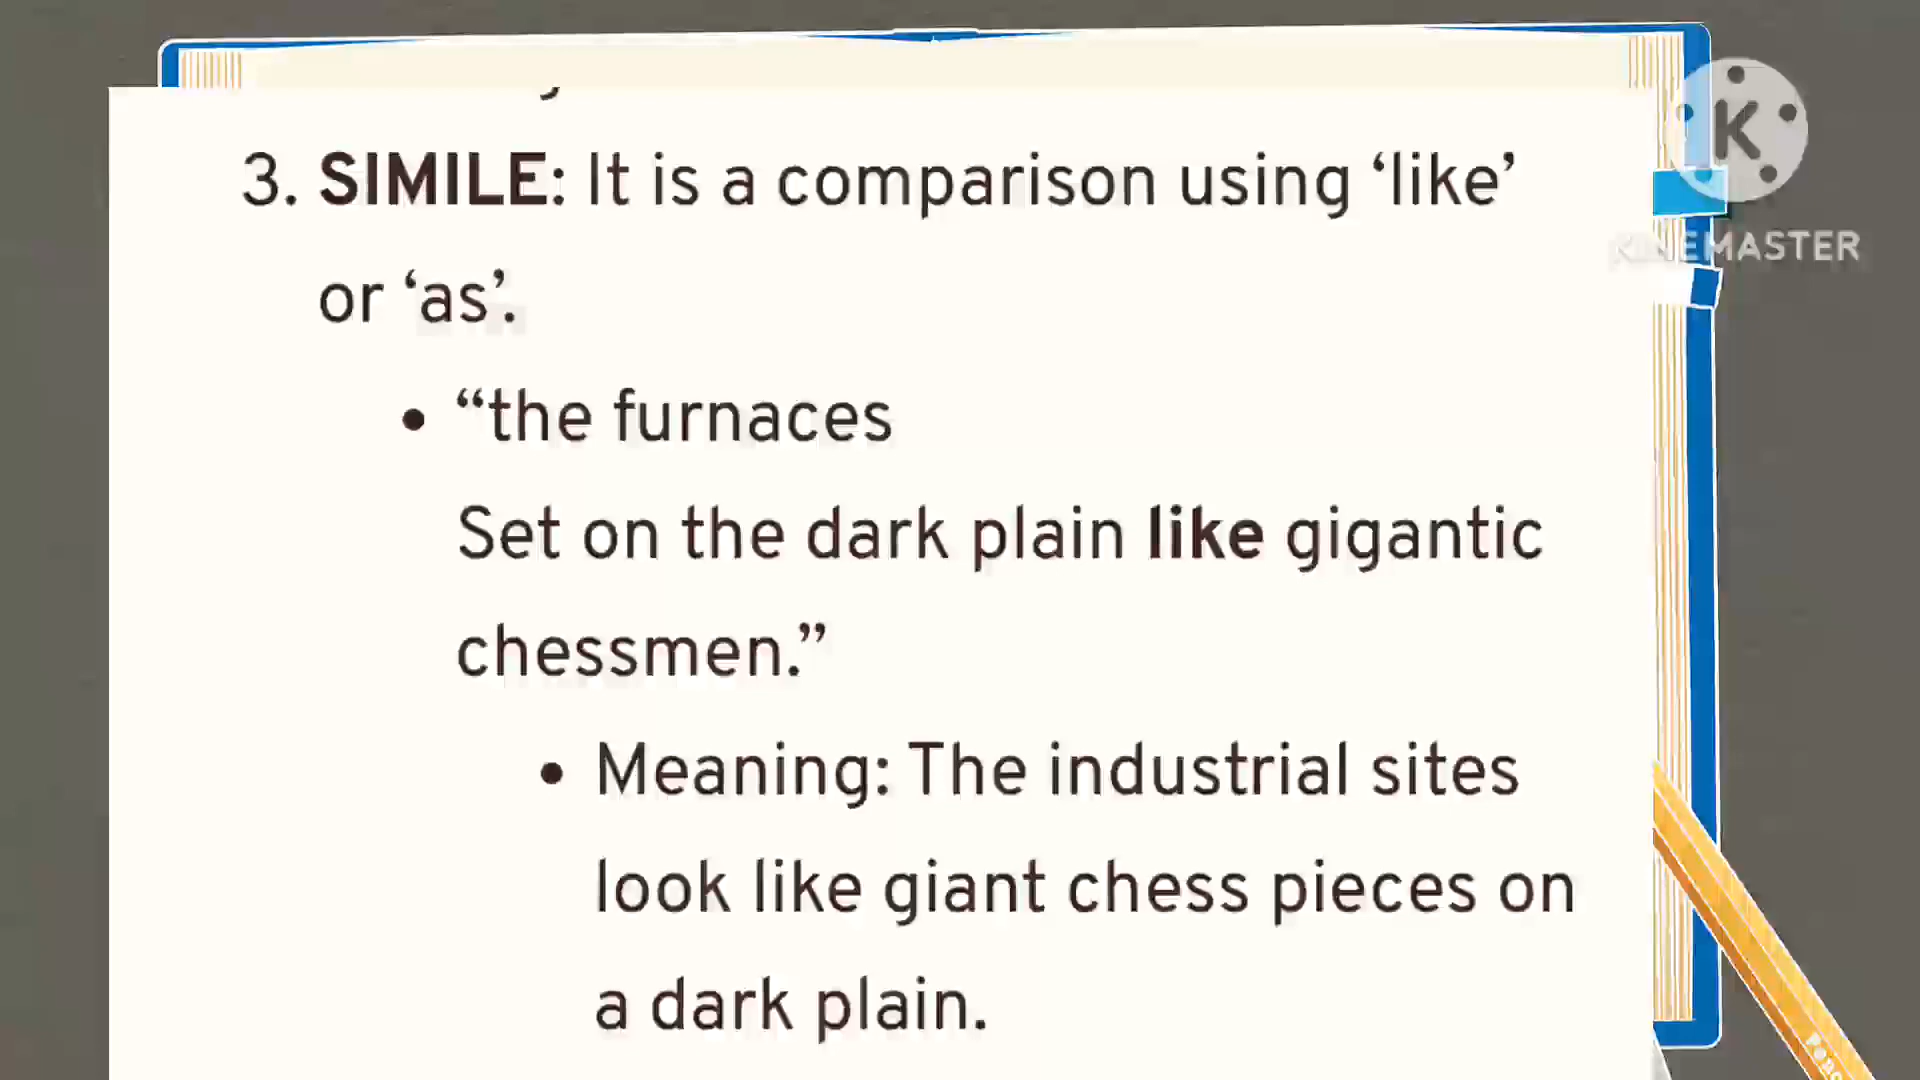 3. SIMILE: It is a comparison using ‘like’
or ‘as’.
• “the furnaces
Set on the dark plain like gigantic
chessmen.”
• Meaning: The industrial sites
look like giant chess pieces on
a dark plain.
K
KINEMASTER